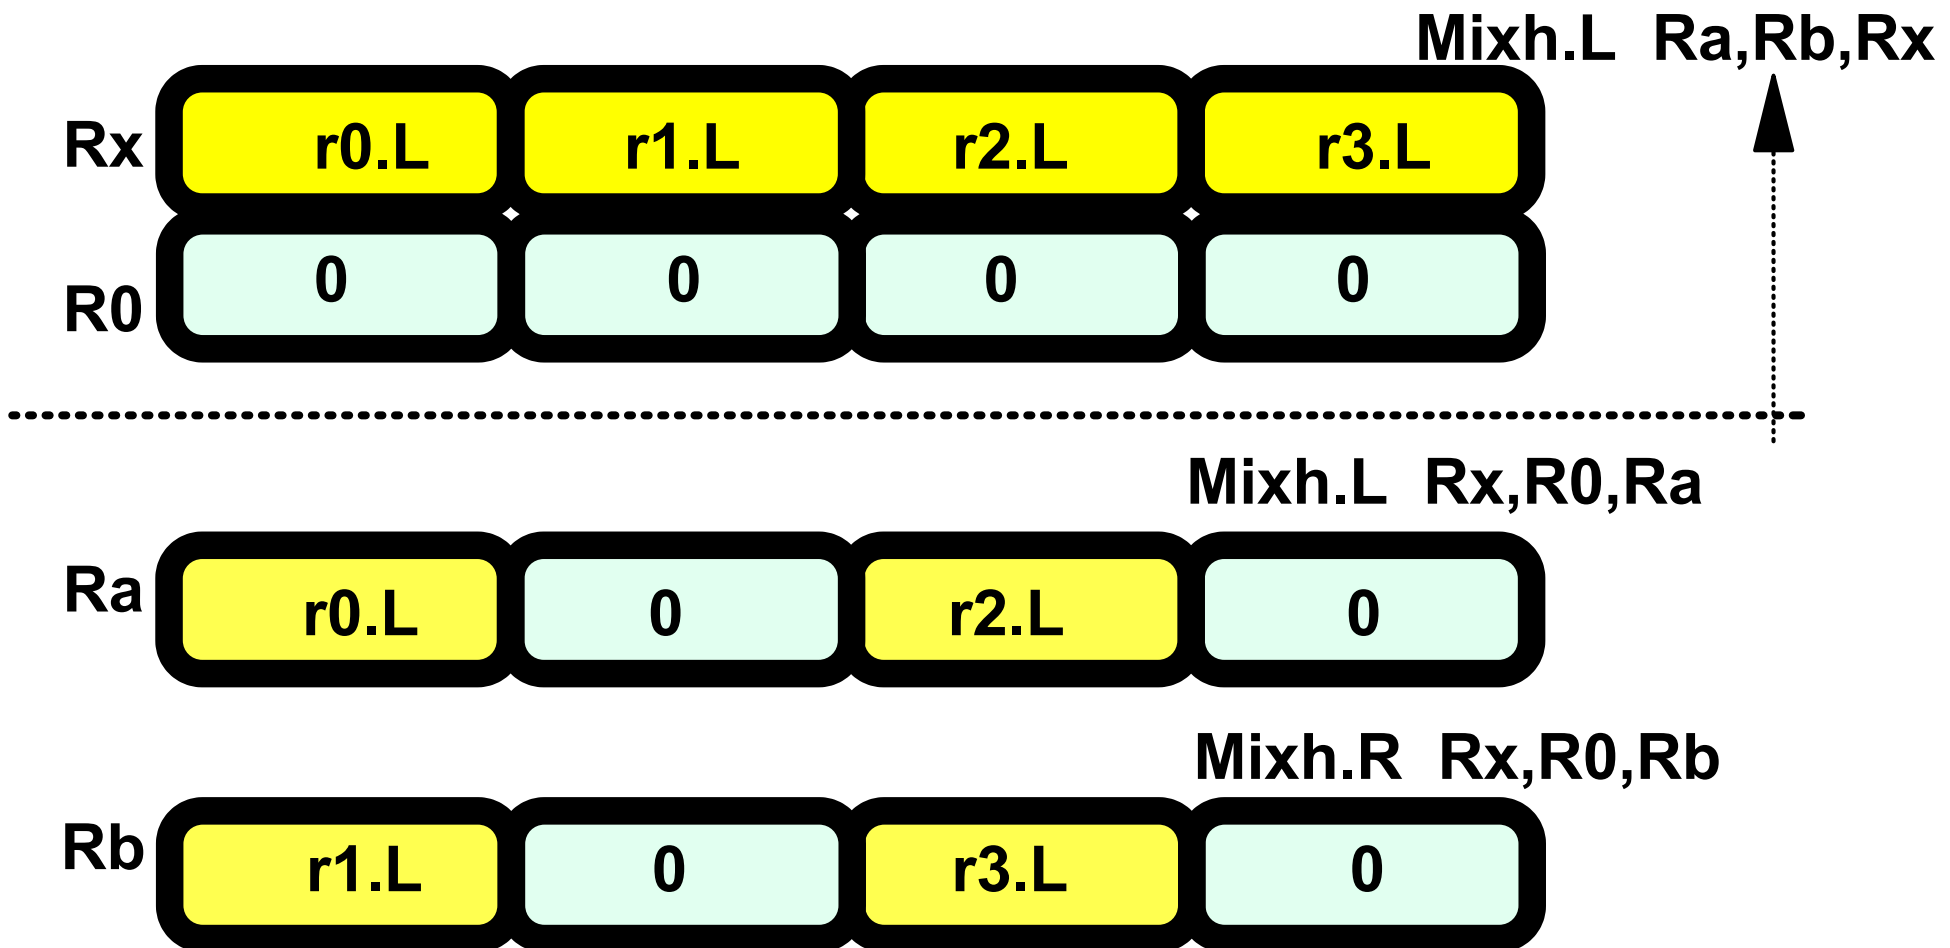 Mixh.L Ra,Rb,Rx
Rx r0.L r1.L r2.L r3.L
R0 0 0 0 0
Mixh.L Rx,R0,Ra
Ra r0.L 0 r2.L 0
Mixh.R Rx,R0,Rb
Rb r1.L 0 r3.L 0